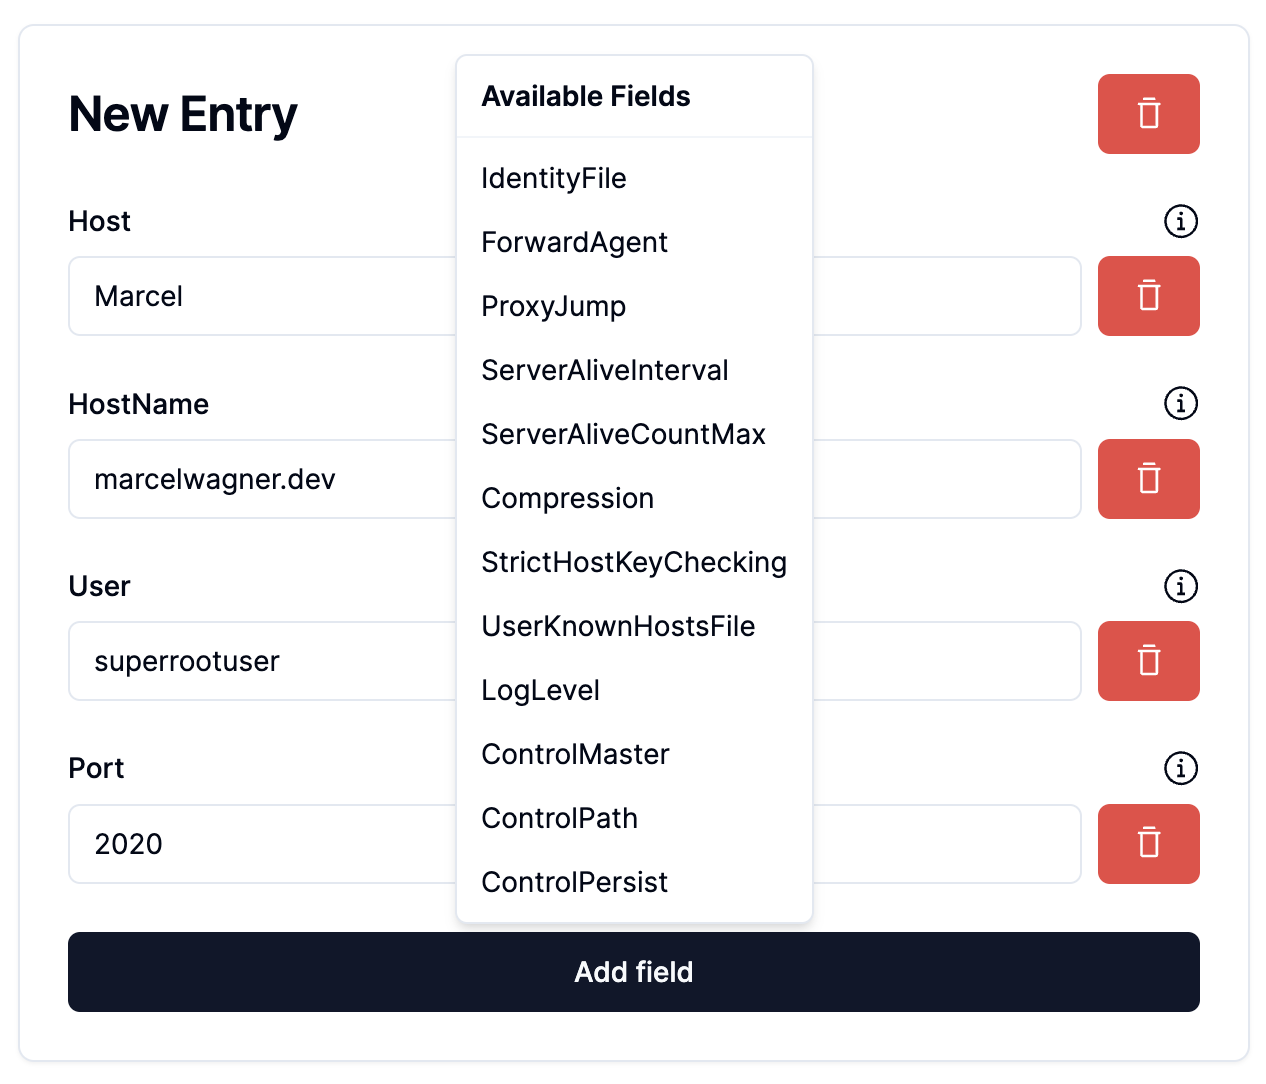 New Entry
Available Fields
IdentityFile
ForwardAgent
ProxyJump
ServerAliveInterval
ServerAliveCountMax
Compression
StrictHostKeyChecking
UserKnownHostsFile
LogLevel
ControlMaster
ControlPath
ControlPersist
Host
Marcel
HostName
marcelwagner.dev
User
superrootuser
Port
2020
Add field